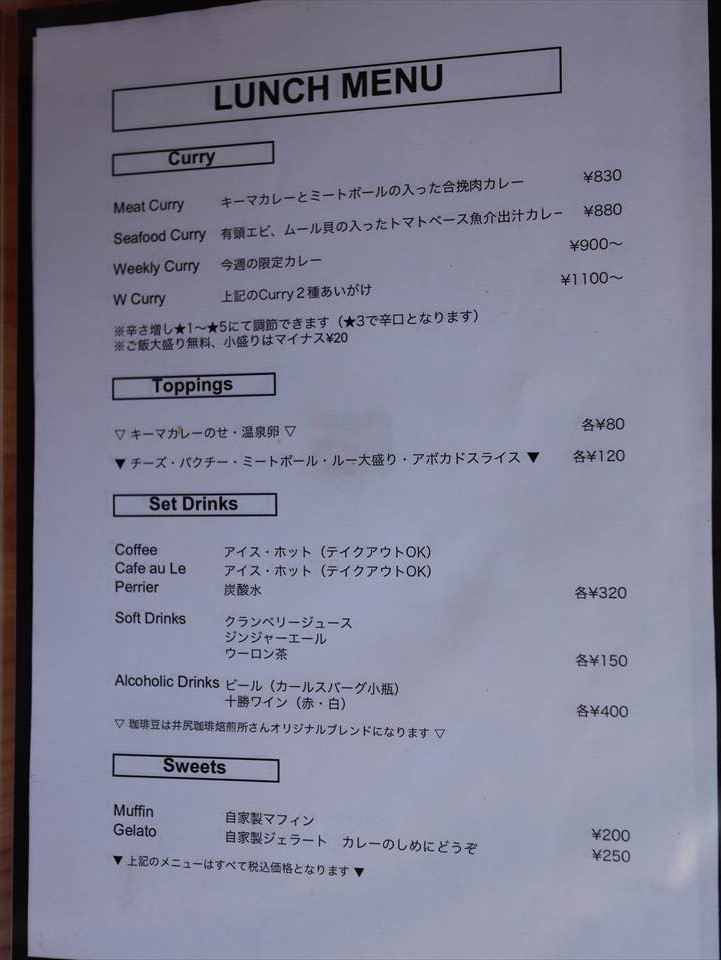 LUNCH MENU
Curry
Meat Curry キーマカレーとミートボールの入った合挽肉カレー ¥830
Seafood Curry 有頭エビ、ムール貝の入ったトマトベース魚介出汁カレー ¥880
Weekly Curry 今週の限定カレー ¥900〜
W Curry 上記のCurry２種あいがけ ¥1100〜
※辛さ増し★1〜★5にて調節できます（★3で辛口となります）
※ご飯大盛り無料、小盛りはマイナス¥20
Toppings
▽ キーマカレーのせ・温泉卵 ▽ 各¥80
▼ チーズ・パクチー・ミートボール・ルー大盛り・アボカドスライス ▼ 各¥120
Set Drinks
Coffee アイス・ホット（テイクアウトOK）
Cafe au Le アイス・ホット（テイクアウトOK）
Perrier 炭酸水 各¥320
Soft Drinks クランベリージュース
ジンジャーエール
ウーロン茶 各¥150
Alcoholic Drinks ビール（カールスバーグ小瓶）
十勝ワイン（赤・白） 各¥400
▽ 珈琲豆は井尻珈琲焙煎所さんオリジナルブレンドになります ▽
Sweets
Muffin 自家製マフィン ¥200
Gelato 自家製ジェラート　カレーのしめにどうぞ ¥250
▼ 上記のメニューはすべて税込価格となります ▼